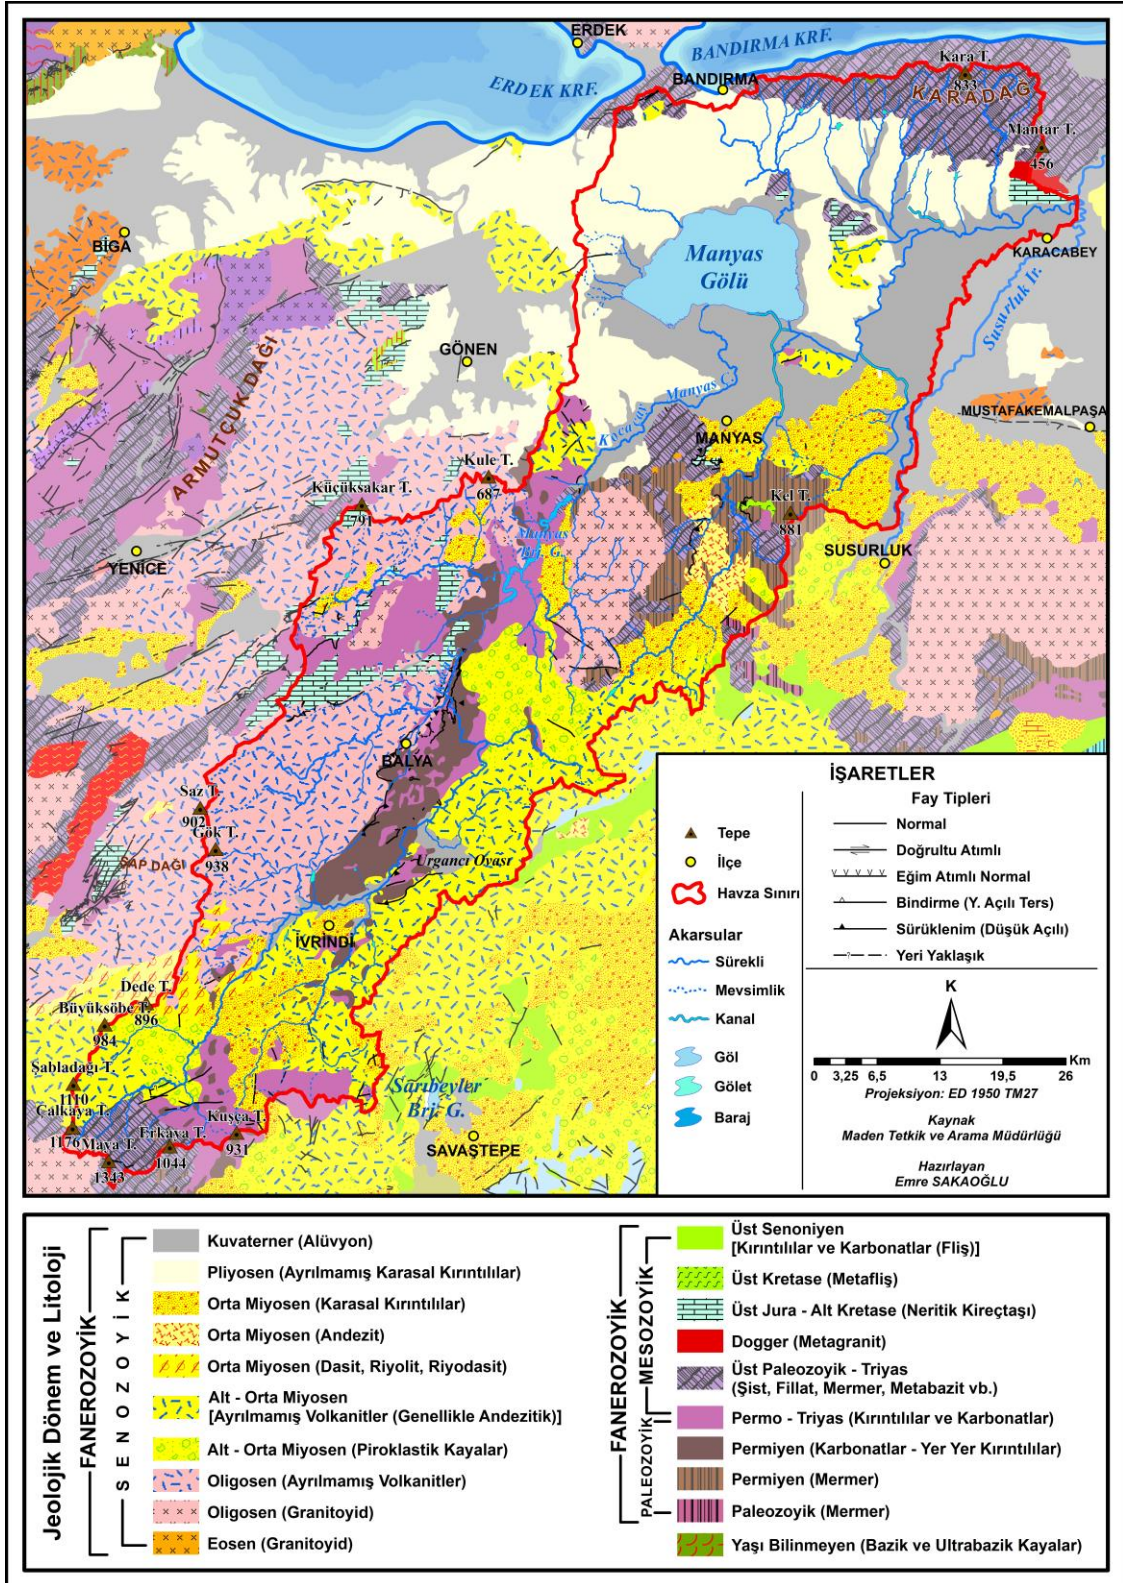 ERDEK
BANDIRMA KRF.
ERDEK KRF.
BANDIRMA
Kara T.
833
KARADAĞ
Mantar T.
456
BİGA
KARACABEY
Manyas
Gölü
Susurluk Ir.
GÖNEN
ARMUTÇUKDAĞI
Manyas Ç.
Kocaçay
MANYAS
MUSTAFAKEMALPAŞA
Kule T.
687
Küçüksakar T.
791
Kel T.
881
Manyas
Brj. G.
YENİCE
SUSURLUK
BALYA
Saz T.
902
Gök T.
938
ŞAP DAĞI
Urgancı Ovası
İVRİNDİ
Dede T.
896
Büyüksöbe T.
984
Şabladağı T.
1110
Çalkaya T.
1176
Maya T.
1343
Erkaya T.
1044
Kuşça T.
931
Sarıbeyler
Brj. G.
SAVAŞTEPE
İŞARETLER
Tepe
İlçe
Havza Sınırı
Akarsular
Sürekli
Mevsimlik
Kanal
Göl
Gölet
Baraj
Fay Tipleri
Normal
Doğrultu Atımlı
Eğim Atımlı Normal
Bindirme (Y. Açılı Ters)
Sürüklenim (Düşük Açılı)
Yeri Yaklaşık
K
Km
0 3,25 6,5 13 19,5 26
Projeksiyon: ED 1950 TM27
Kaynak
Maden Tetkik ve Arama Müdürlüğü
Hazırlayan
Emre SAKAOĞLU
Jeolojik Dönem ve Litoloji
FANEROZOYİK
SENOZOYİK
Kuvaterner (Alüvyon)
Pliyosen (Ayrılmamış Karasal Kırıntılılar)
Orta Miyosen (Karasal Kırıntılılar)
Orta Miyosen (Andezit)
Orta Miyosen (Dasit, Riyolit, Riyodasit)
Alt - Orta Miyosen
[Ayrılmamış Volkanitler (Genellikle Andezitik)]
Alt - Orta Miyosen (Piroklastik Kayalar)
Oligosen (Ayrılmamış Volkanitler)
Oligosen (Granitoyid)
Eosen (Granitoyid)
FANEROZOYİK
MESOZOYİK
PALEOZOYİK
Üst Senoniyen
[Kırıntılılar ve Karbonatlar (Fliş)]
Üst Kretase (Metafliş)
Üst Jura - Alt Kretase (Neritik Kireçtaşı)
Dogger (Metagranit)
Üst Paleozoyik - Triyas
(Şist, Fillat, Mermer, Metabazit vb.)
Permo - Triyas (Kırıntılılar ve Karbonatlar)
Permiyen (Karbonatlar - Yer Yer Kırıntılılar)
Permiyen (Mermer)
Paleozoyik (Mermer)
Yaşı Bilinmeyen (Bazik ve Ultrabazik Kayalar)